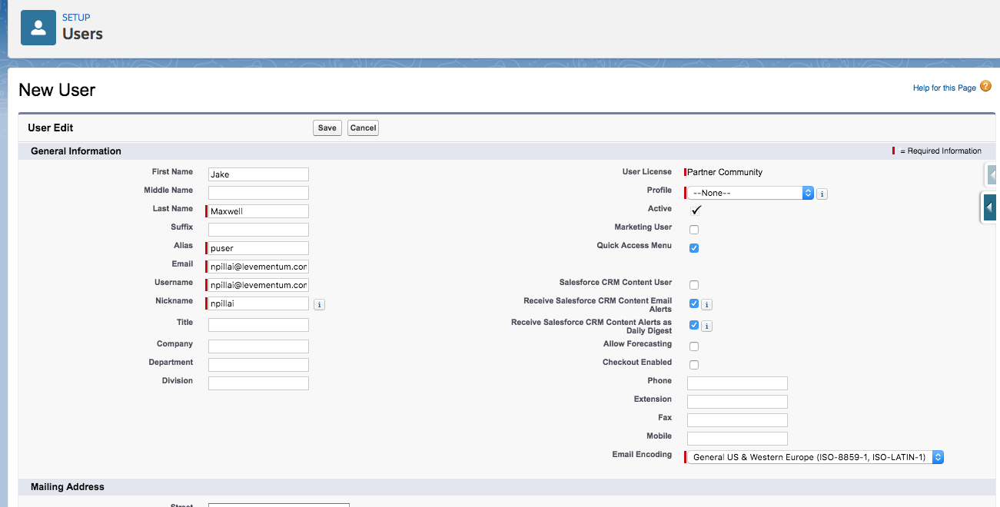 SETUP
Users
New User
Help for this Page ?
User Edit
Save
Cancel
General Information
= Required Information
First Name
Jake
Middle Name
Last Name
Maxwell
Suffix
Alias
puser
Email
npillai@levementum.con
Username
npillai@levementum.con
Nickname
npillai
i
Title
Company
Department
Division
User License
Partner Community
Profile
--None--
i
Active
Marketing User
Quick Access Menu
Salesforce CRM Content User
Receive Salesforce CRM Content Email
Alerts
i
Receive Salesforce CRM Content Alerts as
Daily Digest
i
Allow Forecasting
Checkout Enabled
Phone
Extension
Fax
Mobile
Email Encoding
General US & Western Europe (ISO-8859-1, ISO-LATIN-1)
Mailing Address
Street